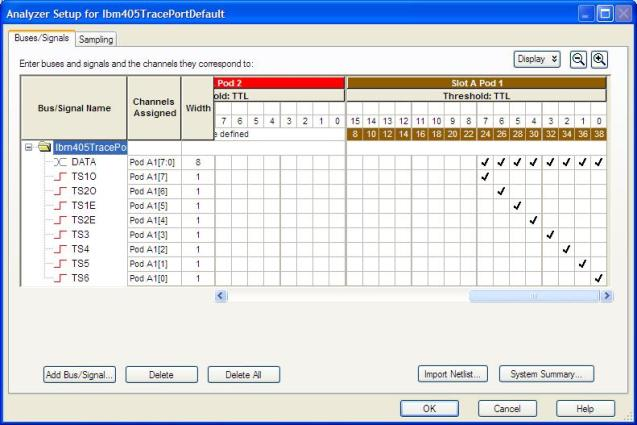 Analyzer Setup for Ibm405TracePortDefault
Buses/Signals Sampling
Enter buses and signals and the channels they correspond to:
Display
Bus/Signal Name
Channels Assigned
Width
Pod 2
Slot A Pod 1
old: TTL
Threshold: TTL
7 6 5 4 3 2 1 0 15 14 13 12 11 10 9 8 7 6 5 4 3 2 1 0
e defined
8 10 12 14 16 18 20 22 24 26 28 30 32 34 36 38
Ibm405TracePo
DATA Pod A1[7:0] 8
TS1O Pod A1[7] 1
TS2O Pod A1[6] 1
TS1E Pod A1[5] 1
TS2E Pod A1[4] 1
TS3 Pod A1[3] 1
TS4 Pod A1[2] 1
TS5 Pod A1[1] 1
TS6 Pod A1[0] 1
Add Bus/Signal... Delete Delete All Import Netlist... System Summary...
OK Cancel Help